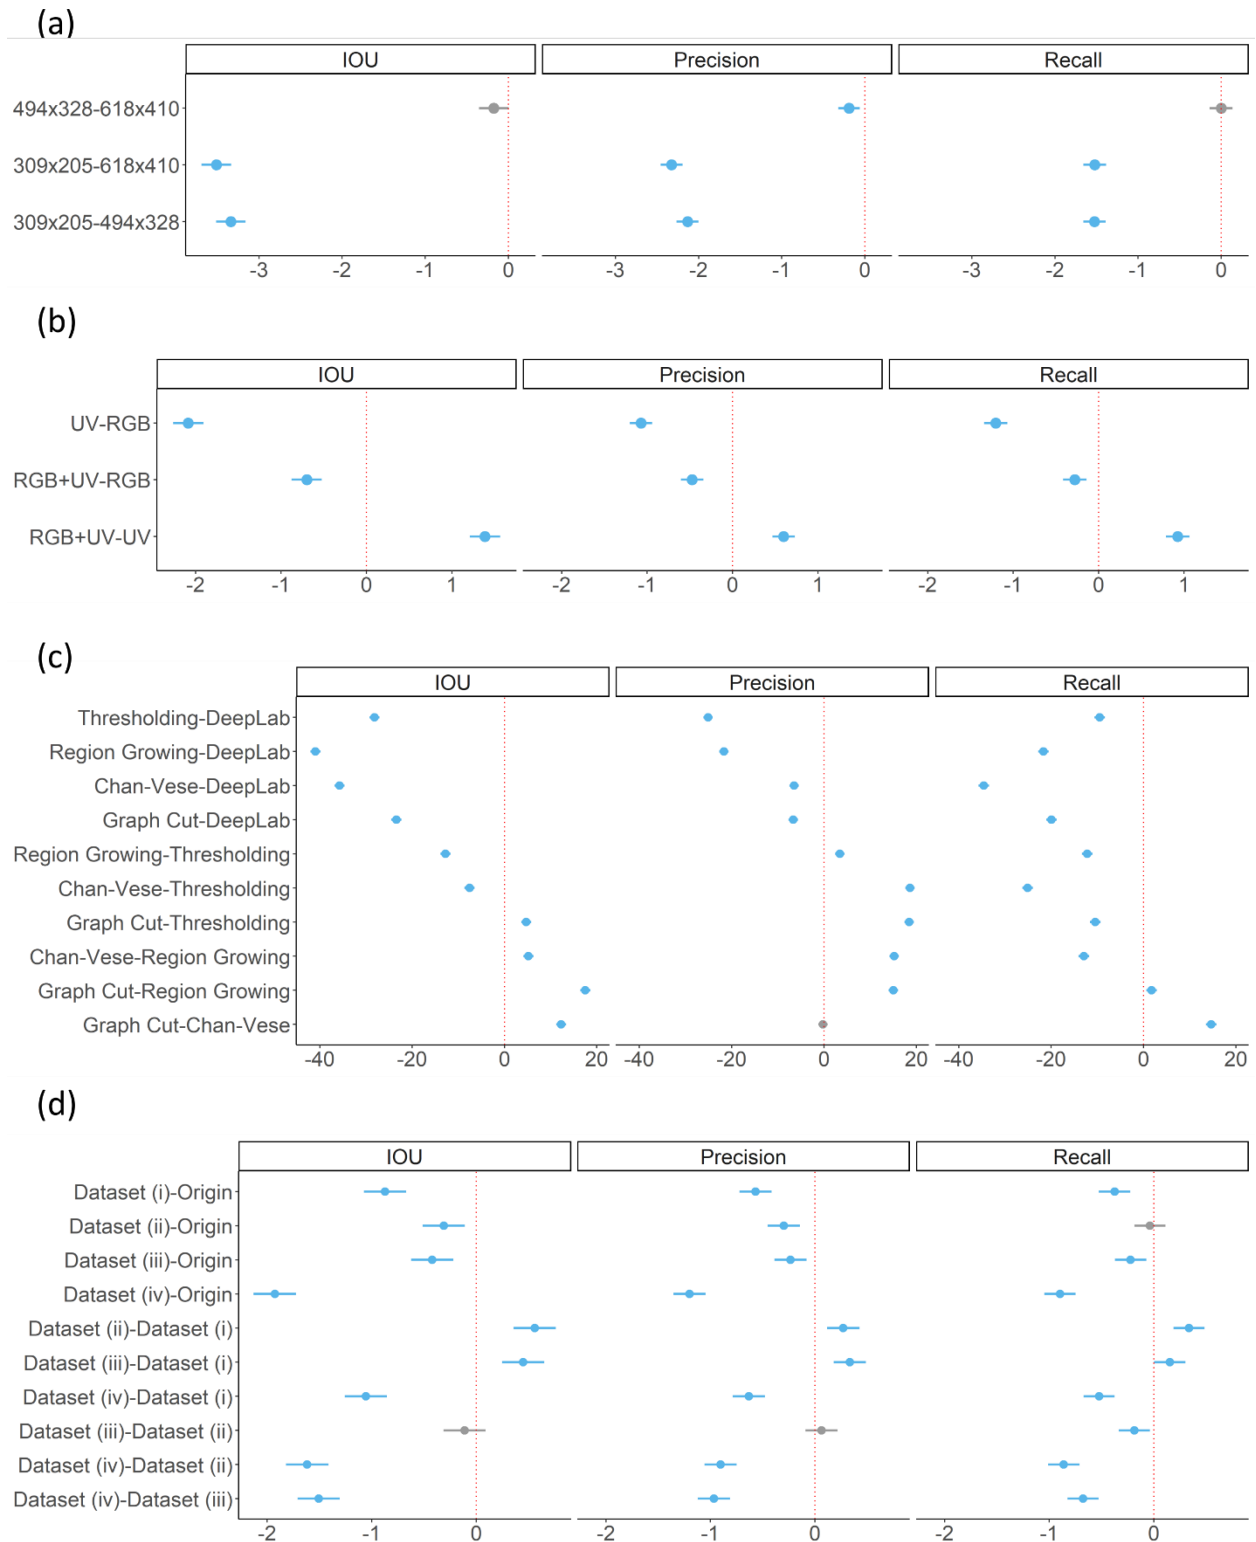 (a)
IOU Precision Recall
494x328-618x410
309x205-618x410
309x205-494x328
-3 -2 -1 0 -3 -2 -1 0 -3 -2 -1 0
(b)
IOU Precision Recall
UV-RGB
RGB+UV-RGB
RGB+UV-UV
-2 -1 0 1 -2 -1 0 1 -2 -1 0 1
(c)
IOU Precision Recall
Thresholding-DeepLab
Region Growing-DeepLab
Chan-Vese-DeepLab
Graph Cut-DeepLab
Region Growing-Thresholding
Chan-Vese-Thresholding
Graph Cut-Thresholding
Chan-Vese-Region Growing
Graph Cut-Region Growing
Graph Cut-Chan-Vese
-40 -20 0 20 -40 -20 0 20 -40 -20 0 20
(d)
IOU Precision Recall
Dataset (i)-Origin
Dataset (ii)-Origin
Dataset (iii)-Origin
Dataset (iv)-Origin
Dataset (ii)-Dataset (i)
Dataset (iii)-Dataset (i)
Dataset (iv)-Dataset (i)
Dataset (iii)-Dataset (ii)
Dataset (iv)-Dataset (ii)
Dataset (iv)-Dataset (iii)
-2 -1 0 -2 -1 0 -2 -1 0